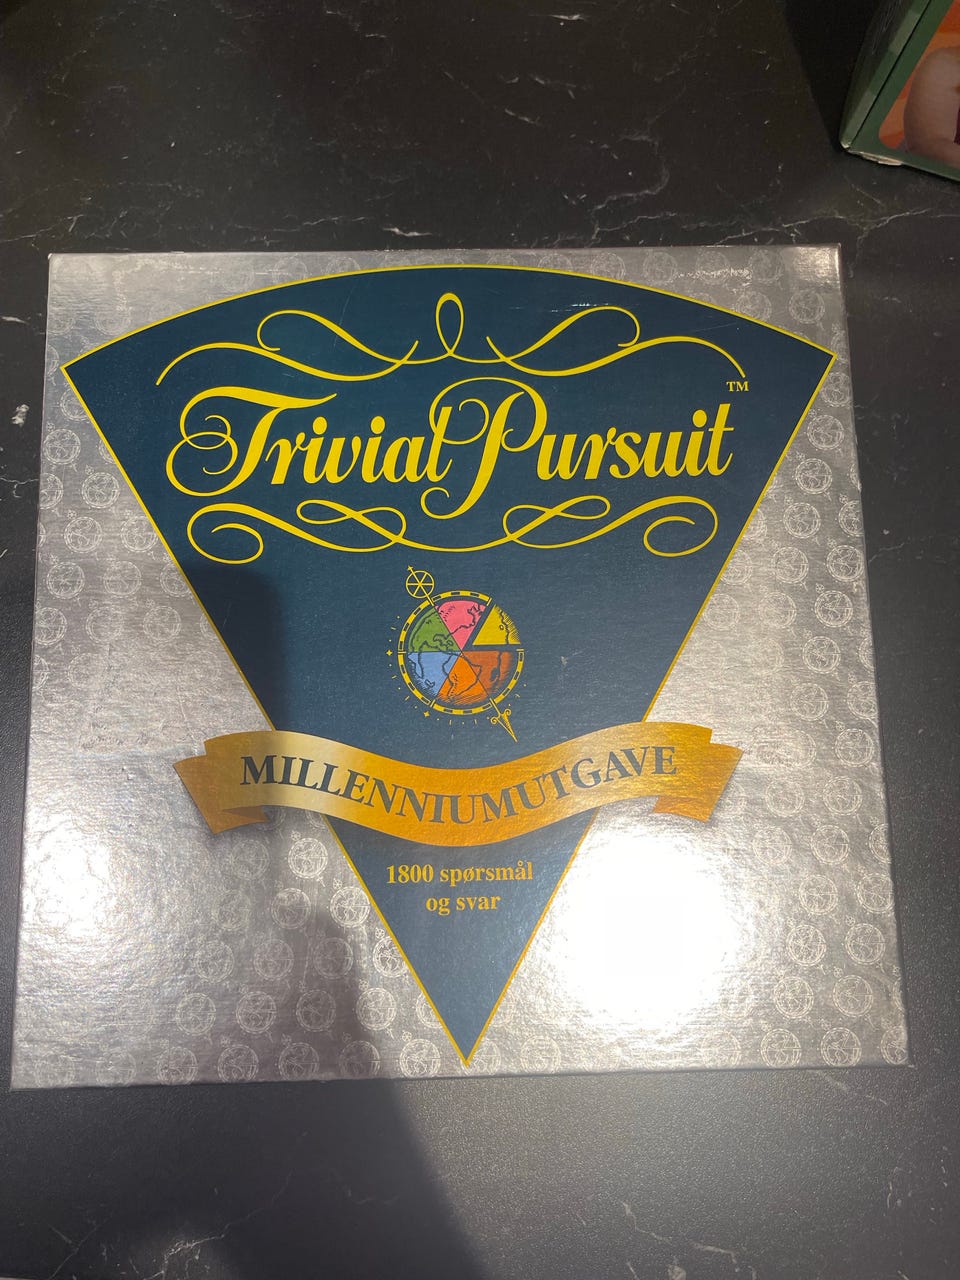 Trivial Pursuit™
MILLENNIUMUTGAVE
1800 spørsmål
og svar